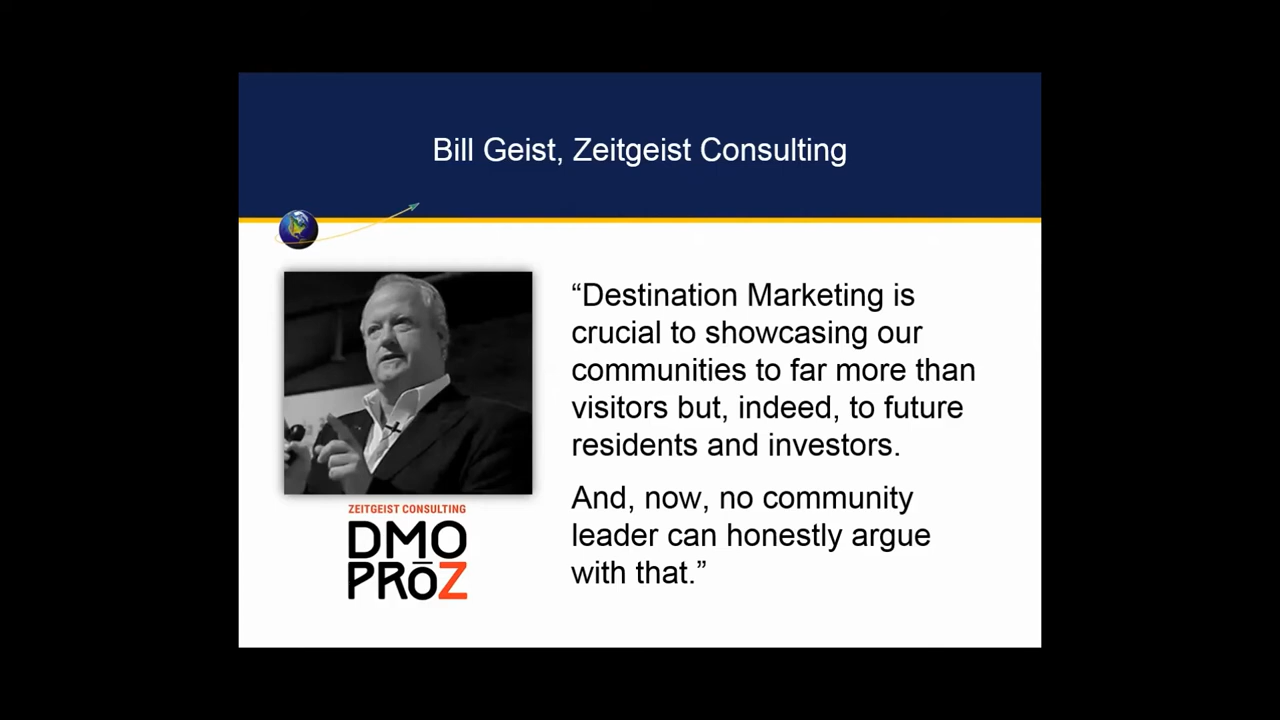 Bill Geist, Zeitgeist Consulting
“Destination Marketing is
crucial to showcasing our
communities to far more than
visitors but, indeed, to future
residents and investors.
And, now, no community
leader can honestly argue
with that.”
ZEITGEIST CONSULTING
DMO
PRŌZ